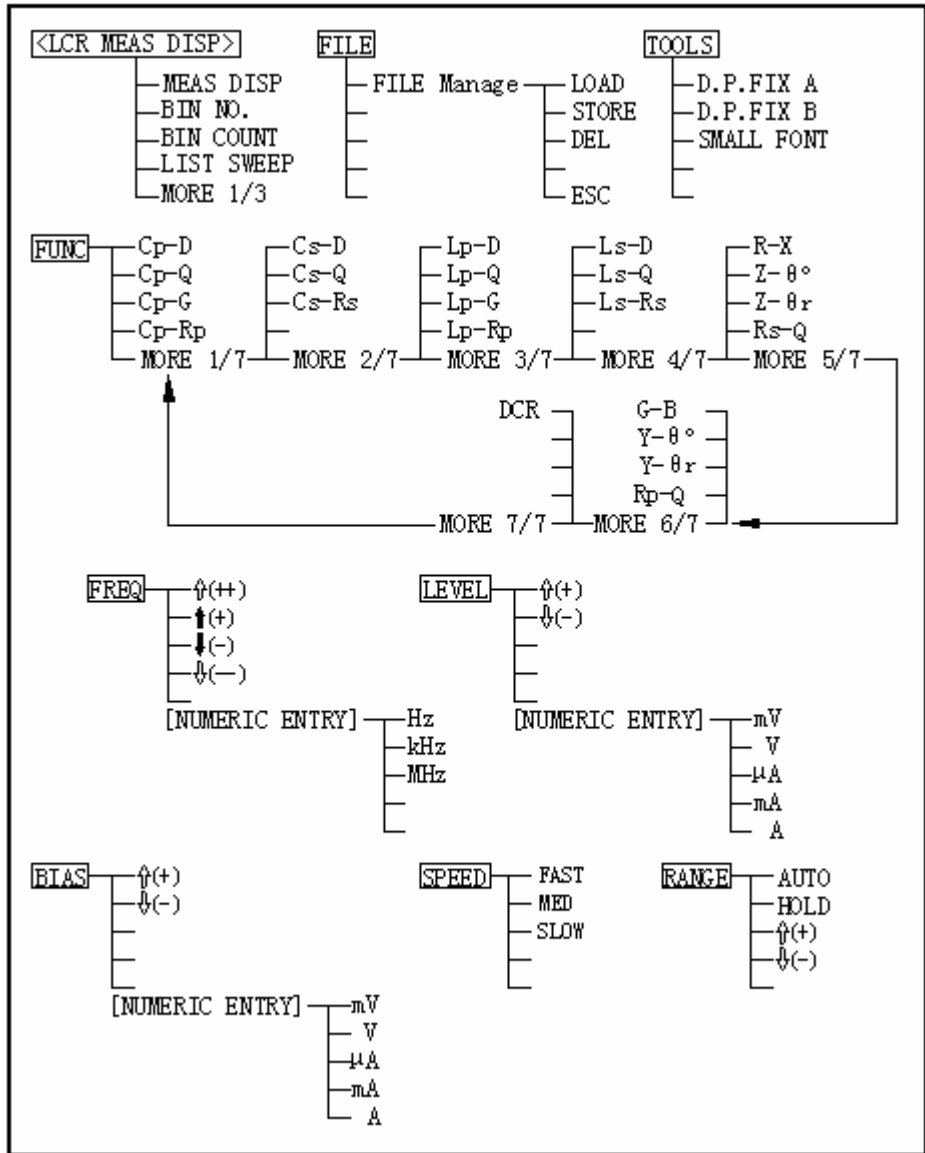 <LCR MEAS DISP> FILE TOOLS
MEAS DISP FILE Manage LOAD D.P.FIX A
BIN NO. STORE D.P.FIX B
BIN COUNT DEL SMALL FONT
LIST SWEEP
MORE 1/3 ESC
FUNC Cp-D Cs-D Lp-D Ls-D R-X
Cp-Q Cs-Q Lp-Q Ls-Q Z-θ°
Cp-G Cs-Rs Lp-G Ls-Rs Z-θr
Cp-Rp Lp-Rp Rs-Q
MORE 1/7 MORE 2/7 MORE 3/7 MORE 4/7 MORE 5/7
DCR G-B
Y-θ°
Y-θr
Rp-Q
MORE 7/7 MORE 6/7
FREQ ⇧(++) LEVEL ⇧(+)
⬆(+) ⇩(-)
⬇(-)
⇩(—)
[NUMERIC ENTRY] Hz [NUMERIC ENTRY] mV
kHz V
MHz μA
mA
A
BIAS ⇧(+) SPEED FAST RANGE AUTO
⇩(-) MED HOLD
SLOW ⇧(+)
⇩(-)
[NUMERIC ENTRY] mV
V
μA
mA
A